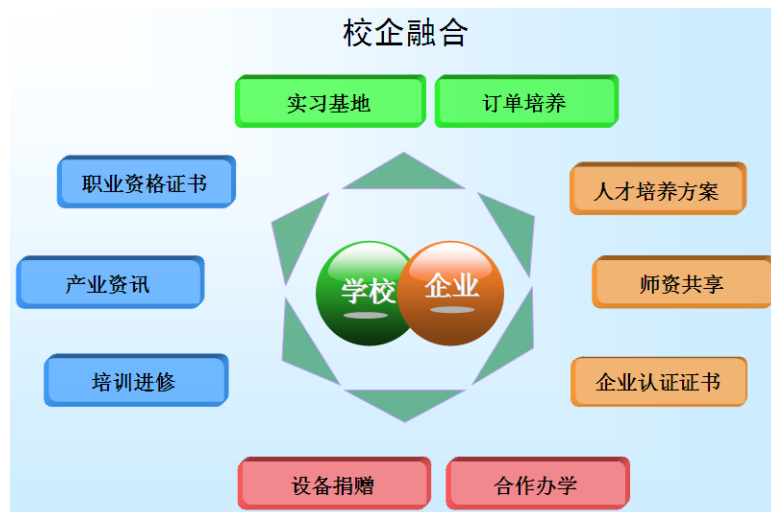 校企融合
实习基地
订单培养
职业资格证书
人才培养方案
产业资讯
学校
企业
师资共享
培训进修
企业认证证书
设备捐赠
合作办学